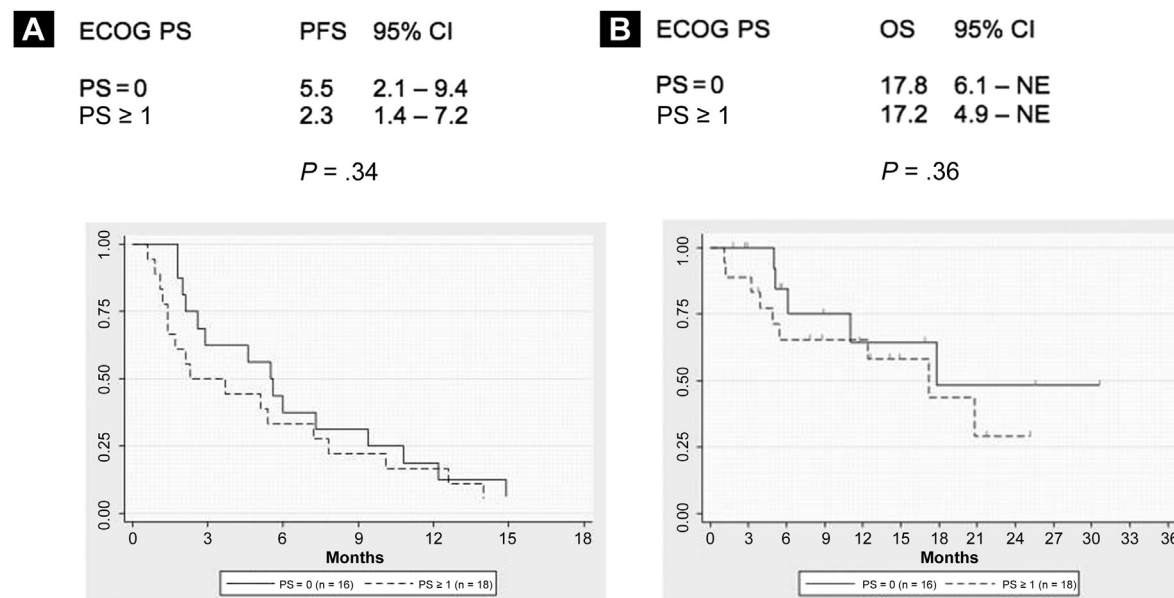 A
ECOG PS PFS 95% CI
PS = 0 5.5 2.1 – 9.4
PS ≥ 1 2.3 1.4 – 7.2
P = .34
1.00
0.75
0.50
0.25
0.00
0 3 6 9 12 15 18
Months
PS = 0 (n = 16) PS ≥ 1 (n = 18)
B
ECOG PS OS 95% CI
PS = 0 17.8 6.1 – NE
PS ≥ 1 17.2 4.9 – NE
P = .36
1.00
0.75
0.50
0.25
0.00
0 3 6 9 12 15 18 21 24 27 30 33 36
Months
PS = 0 (n = 16) PS ≥ 1 (n = 18)